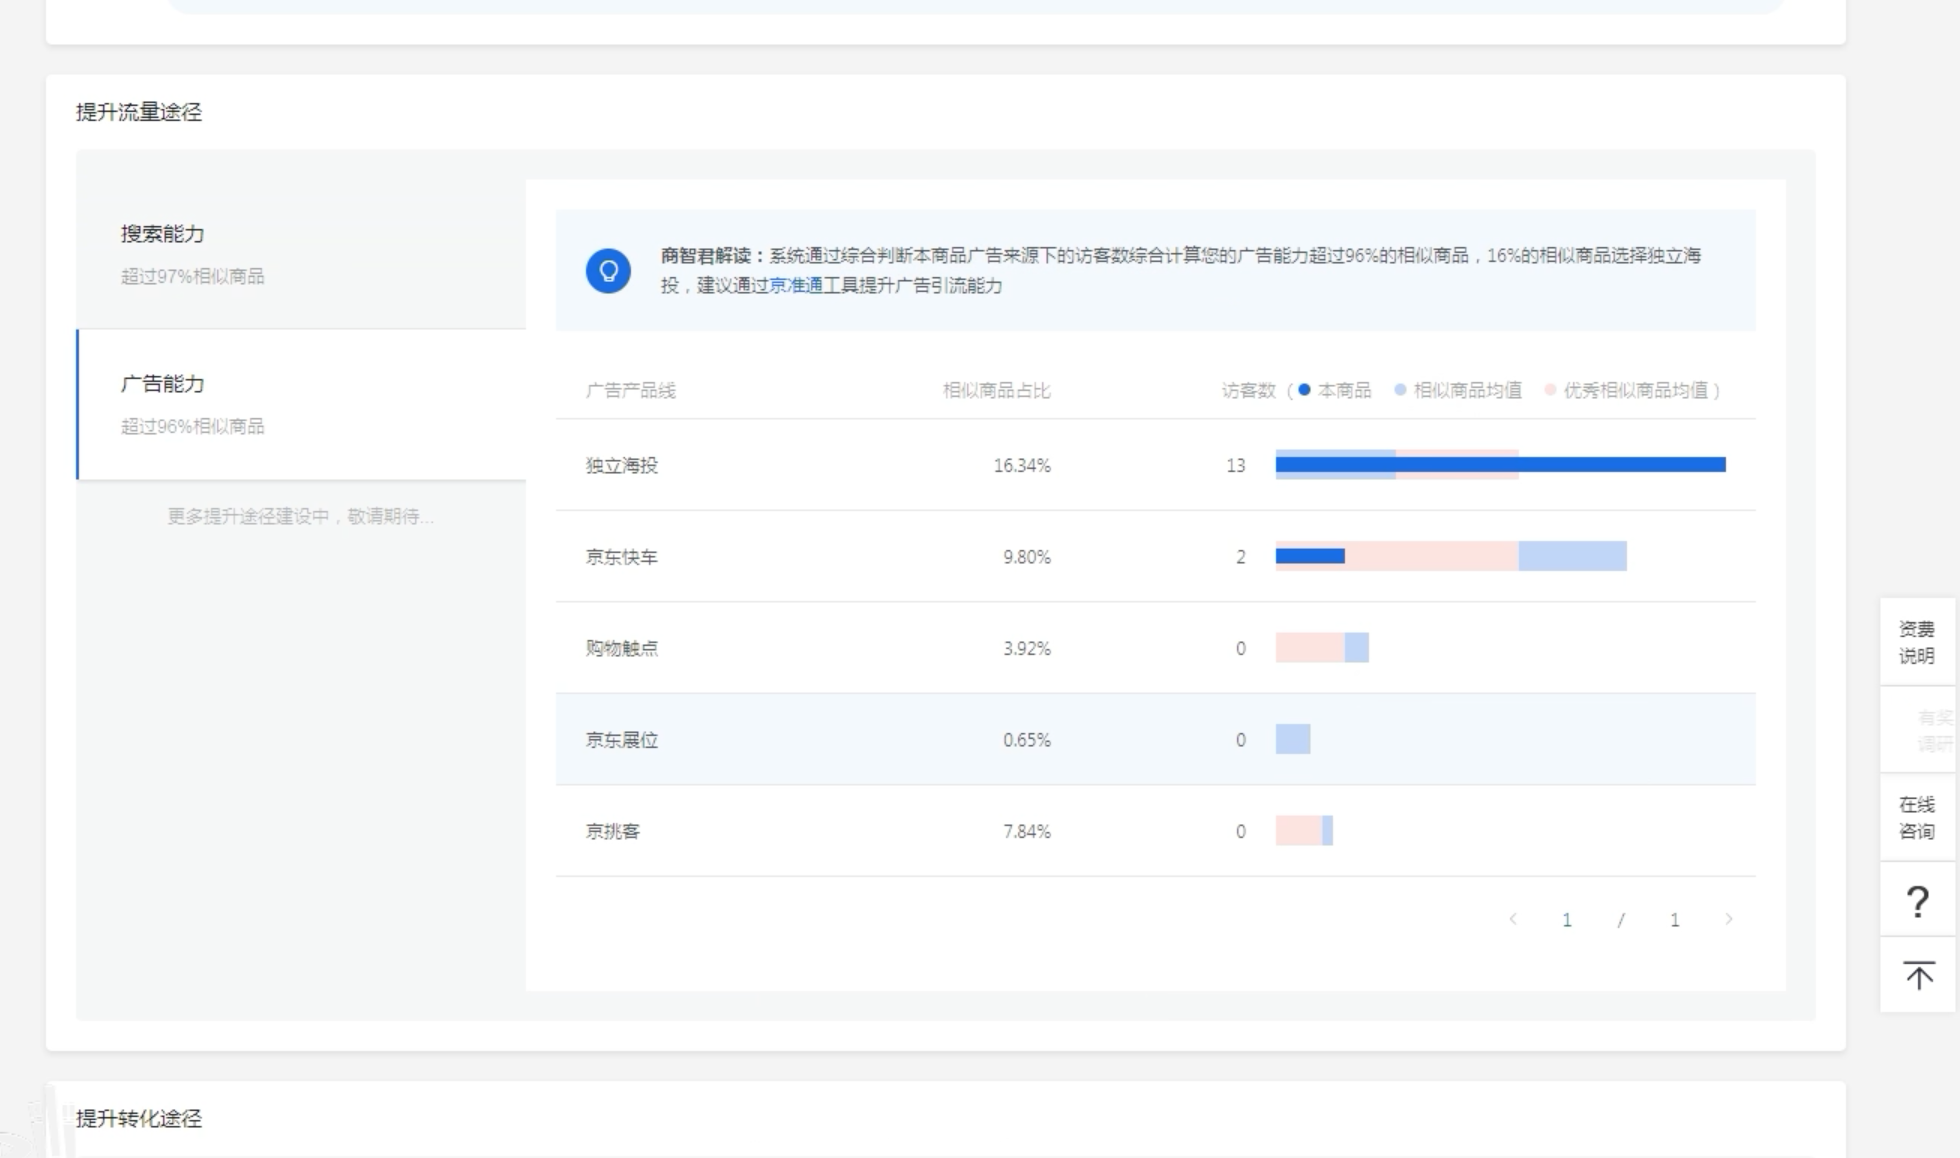 提升流量途径
搜索能力
超过97%相似商品
广告能力
超过96%相似商品
更多提升途径建设中，敬请期待...
商智君解读：系统通过综合判断本商品广告来源下的访客数综合计算您的广告能力超过96%的相似商品，16%的相似商品选择独立海
投，建议通过京准通工具提升广告引流能力
广告产品线 相似商品占比 访客数（ 本商品 相似商品均值 优秀相似商品均值）
独立海投 16.34% 13
京东快车 9.80% 2
购物触点 3.92% 0
京东展位 0.65% 0
京挑客 7.84% 0
1 / 1
资费
说明
有奖
调研
在线
咨询
?
提升转化途径